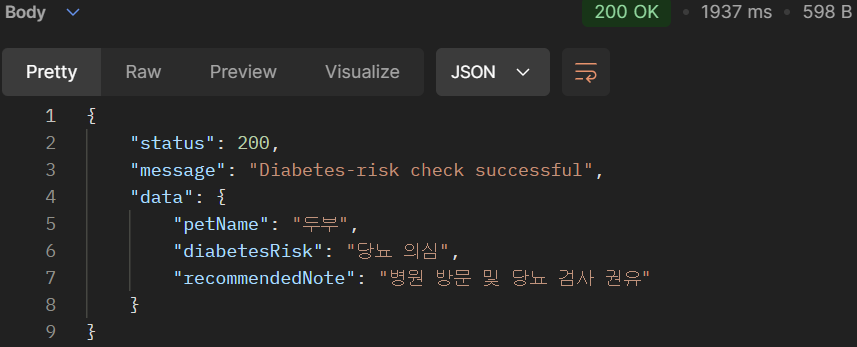 Body 200 OK • 1937 ms • 598 B
Pretty Raw Preview Visualize JSON
1 {
2 "status": 200,
3 "message": "Diabetes-risk check successful",
4 "data": {
5 "petName": "두부",
6 "diabetesRisk": "당뇨 의심",
7 "recommendedNote": "병원 방문 및 당뇨 검사 권유"
8 }
9 }